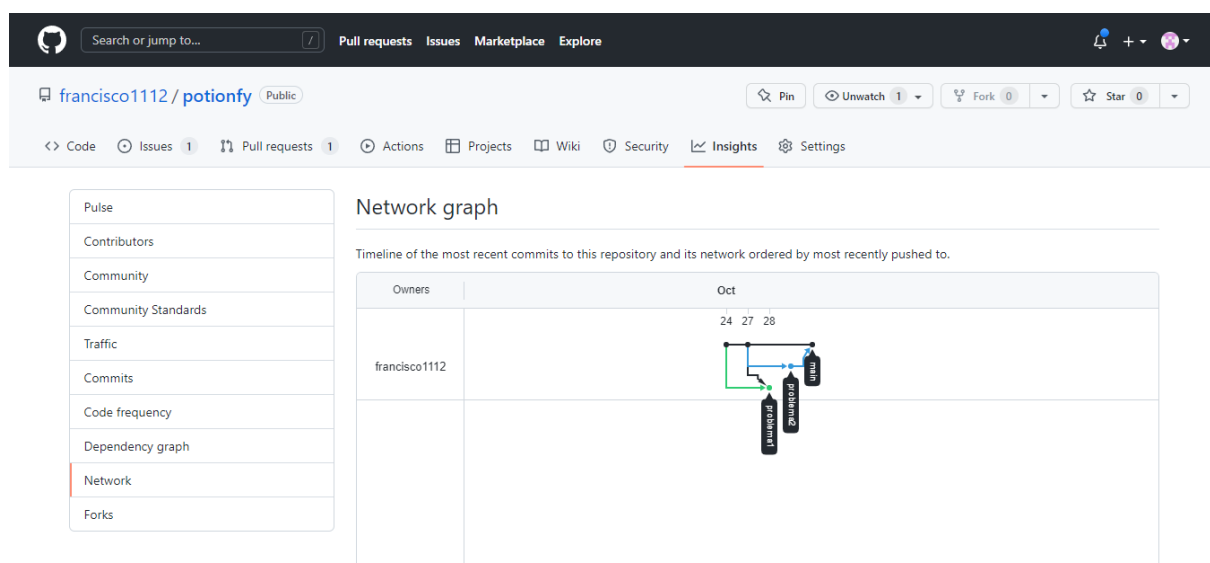 Search or jump to... / Pull requests Issues Marketplace Explore
francisco1112 / potionfy Public Pin Unwatch 1 Fork 0 Star 0
<> Code Issues 1 Pull requests 1 Actions Projects Wiki Security Insights Settings
Pulse
Contributors
Community
Community Standards
Traffic
Commits
Code frequency
Dependency graph
Network
Forks
Network graph
Timeline of the most recent commits to this repository and its network ordered by most recently pushed to.
Owners Oct
24 27 28
francisco1112
main
problema2
problema1